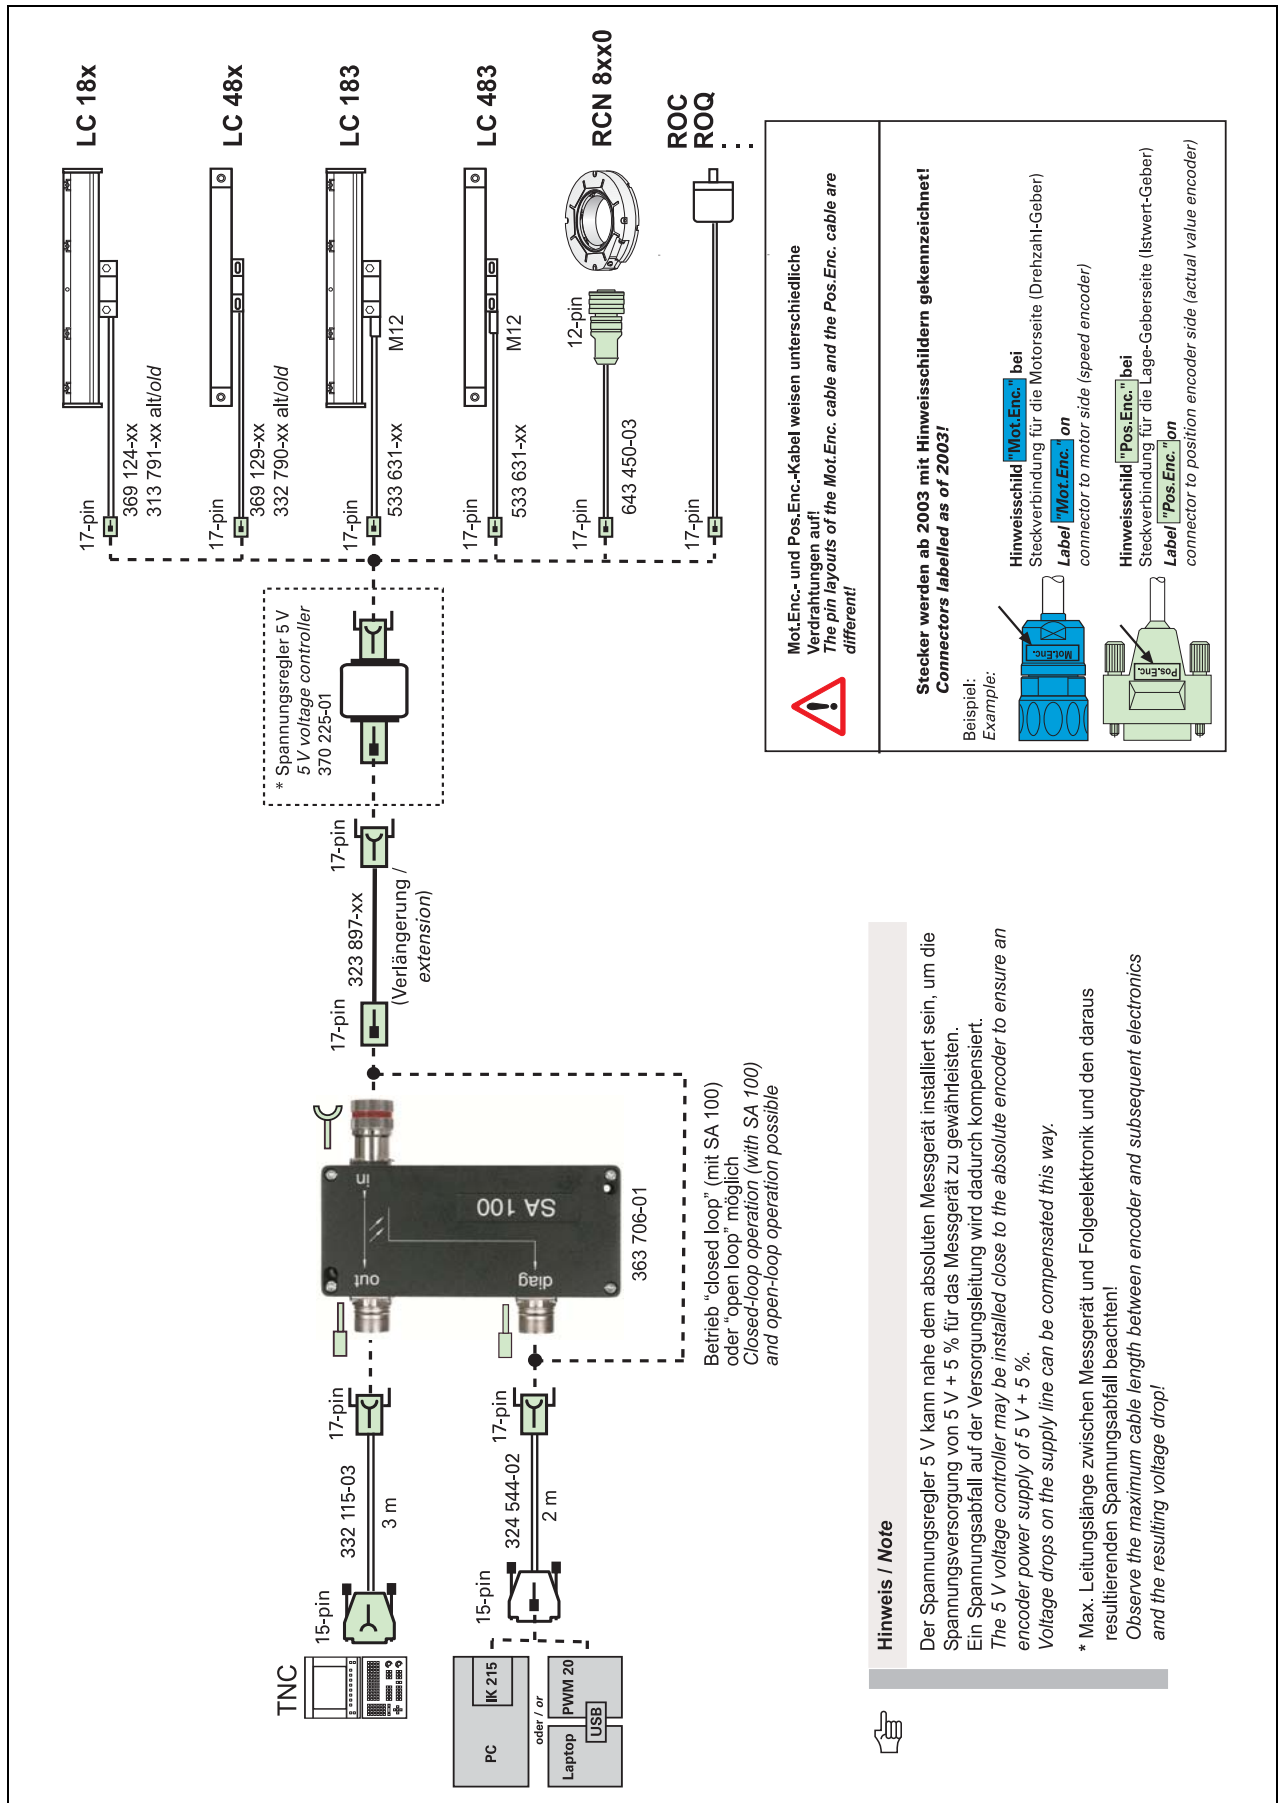 LC 18x
17-pin
369 124-xx
313 791-xx alt/old
LC 48x
17-pin
369 129-xx
332 790-xx alt/old
LC 183
17-pin
533 631-xx
M12
LC 483
17-pin
533 631-xx
M12
RCN 8xx0
17-pin
643 450-03
12-pin
ROC
ROQ
.
.
.
17-pin
* Spannungsregler 5 V
5 V voltage controller
370 225-01
17-pin
323 897-xx
17-pin
(Verlängerung /
extension)
in
out
diag
SA 100
363 706-01
Betrieb “closed loop” (mit SA 100)
oder “open loop” möglich
Closed-loop operation (with SA 100)
and open-loop operation possible
TNC
15-pin
332 115-03
3 m
17-pin
15-pin
324 544-02
2 m
17-pin
PC
IK 215
oder / or
Laptop
USB
PWM 20
Mot.Enc.- und Pos.Enc.-Kabel weisen unterschiedliche
Verdrahtungen auf!
The pin layouts of the Mot.Enc. cable and the Pos.Enc. cable are
different!
Stecker werden ab 2003 mit Hinweisschildern gekennzeichnet!
Connectors labelled as of 2003!
Beispiel:
Example:
Mot.Enc.
Hinweisschild "Mot.Enc." bei
Steckverbindung für die Motorseite (Drehzahl-Geber)
Label "Mot.Enc." on
connector to motor side (speed encoder)
Pos.Enc.
Hinweisschild "Pos.Enc." bei
Steckverbindung für die Lage-Geberseite (Istwert-Geber)
Label "Pos.Enc." on
connector to position encoder side (actual value encoder)
Hinweis / Note
Der Spannungsregler 5 V kann nahe dem absoluten Messgerät installiert sein, um die
Spannungsversorgung von 5 V + 5 % für das Messgerät zu gewährleisten.
Ein Spannungsabfall auf der Versorgungsleitung wird dadurch kompensiert.
The 5 V voltage controller may be installed close to the absolute encoder to ensure an
encoder power supply of 5 V + 5 %.
Voltage drops on the supply line can be compensated this way.
* Max. Leitungslänge zwischen Messgerät und Folgeelektronik und den daraus
resultierenden Spannungsabfall beachten!
Observe the maximum cable length between encoder and subsequent electronics
and the resulting voltage drop!